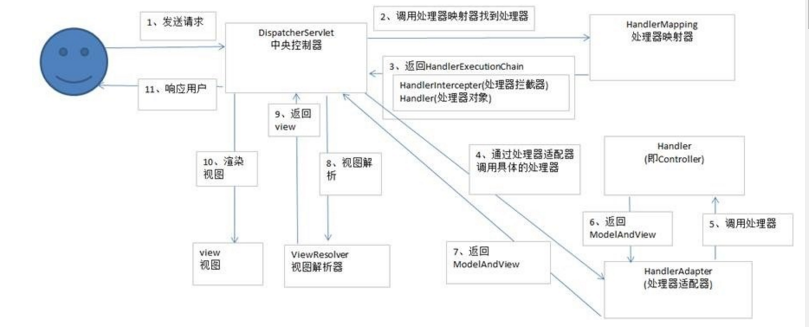 1、发送请求
DispatcherServlet
中央控制器
2、调用处理器映射器找到处理器
HandlerMapping
处理器映射器
3、返回HandlerExecutionChain
HandlerIntercepter(处理器拦截器)
Handler(处理器对象)
11、响应用户
9、返回
view
10、渲染
视图
8、视图解
析
4、通过处理器适配器
调用具体的处理器
Handler
(即Controller)
6、返回
ModelAndView
5、调用处理器
7、返回
ModelAndView
view
视图
ViewResolver
视图解析器
HandlerAdapter
(处理器适配器)